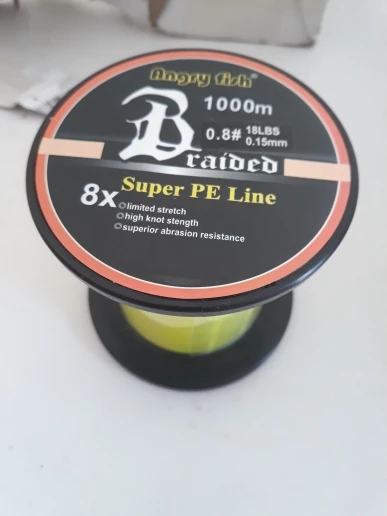 Angry fish®
1000m
0.8# 18LBS
0.15mm
Braided
Super PE Line
8x
limited stretch
high knot stength
superior abrasion resistance